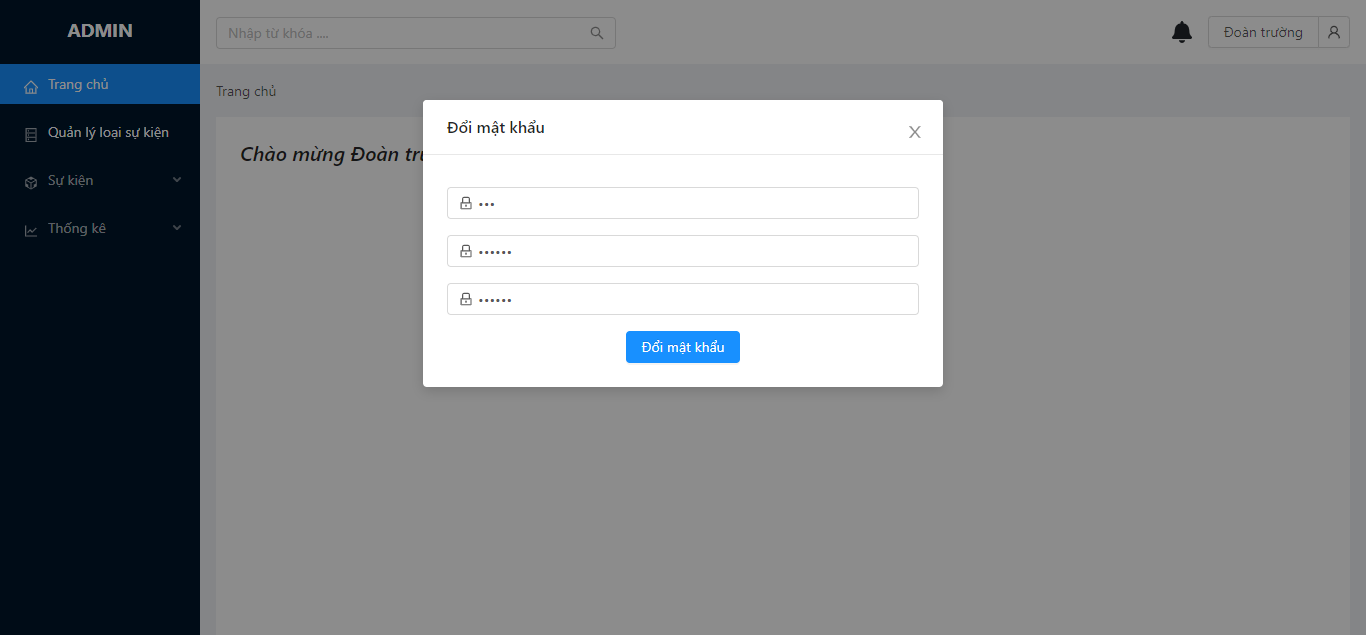 ADMIN
Nhập từ khóa ....
Đoàn trường
Trang chủ
Quản lý loại sự kiện
Sự kiện
Thống kê
Trang chủ
Chào mừng Đoàn
Đổi mật khẩu
•••
••••••
••••••
Đổi mật khẩu